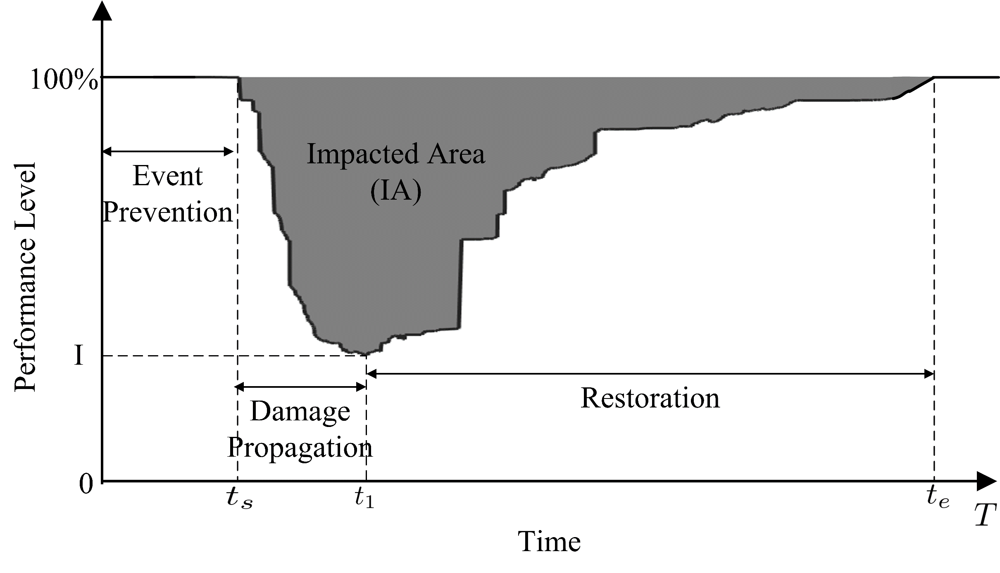 100%
Impacted Area
(IA)
Event
Prevention
Performance Level
I
Restoration
Damage
Propagation
0
t_s
t_1
t_e
T
Time